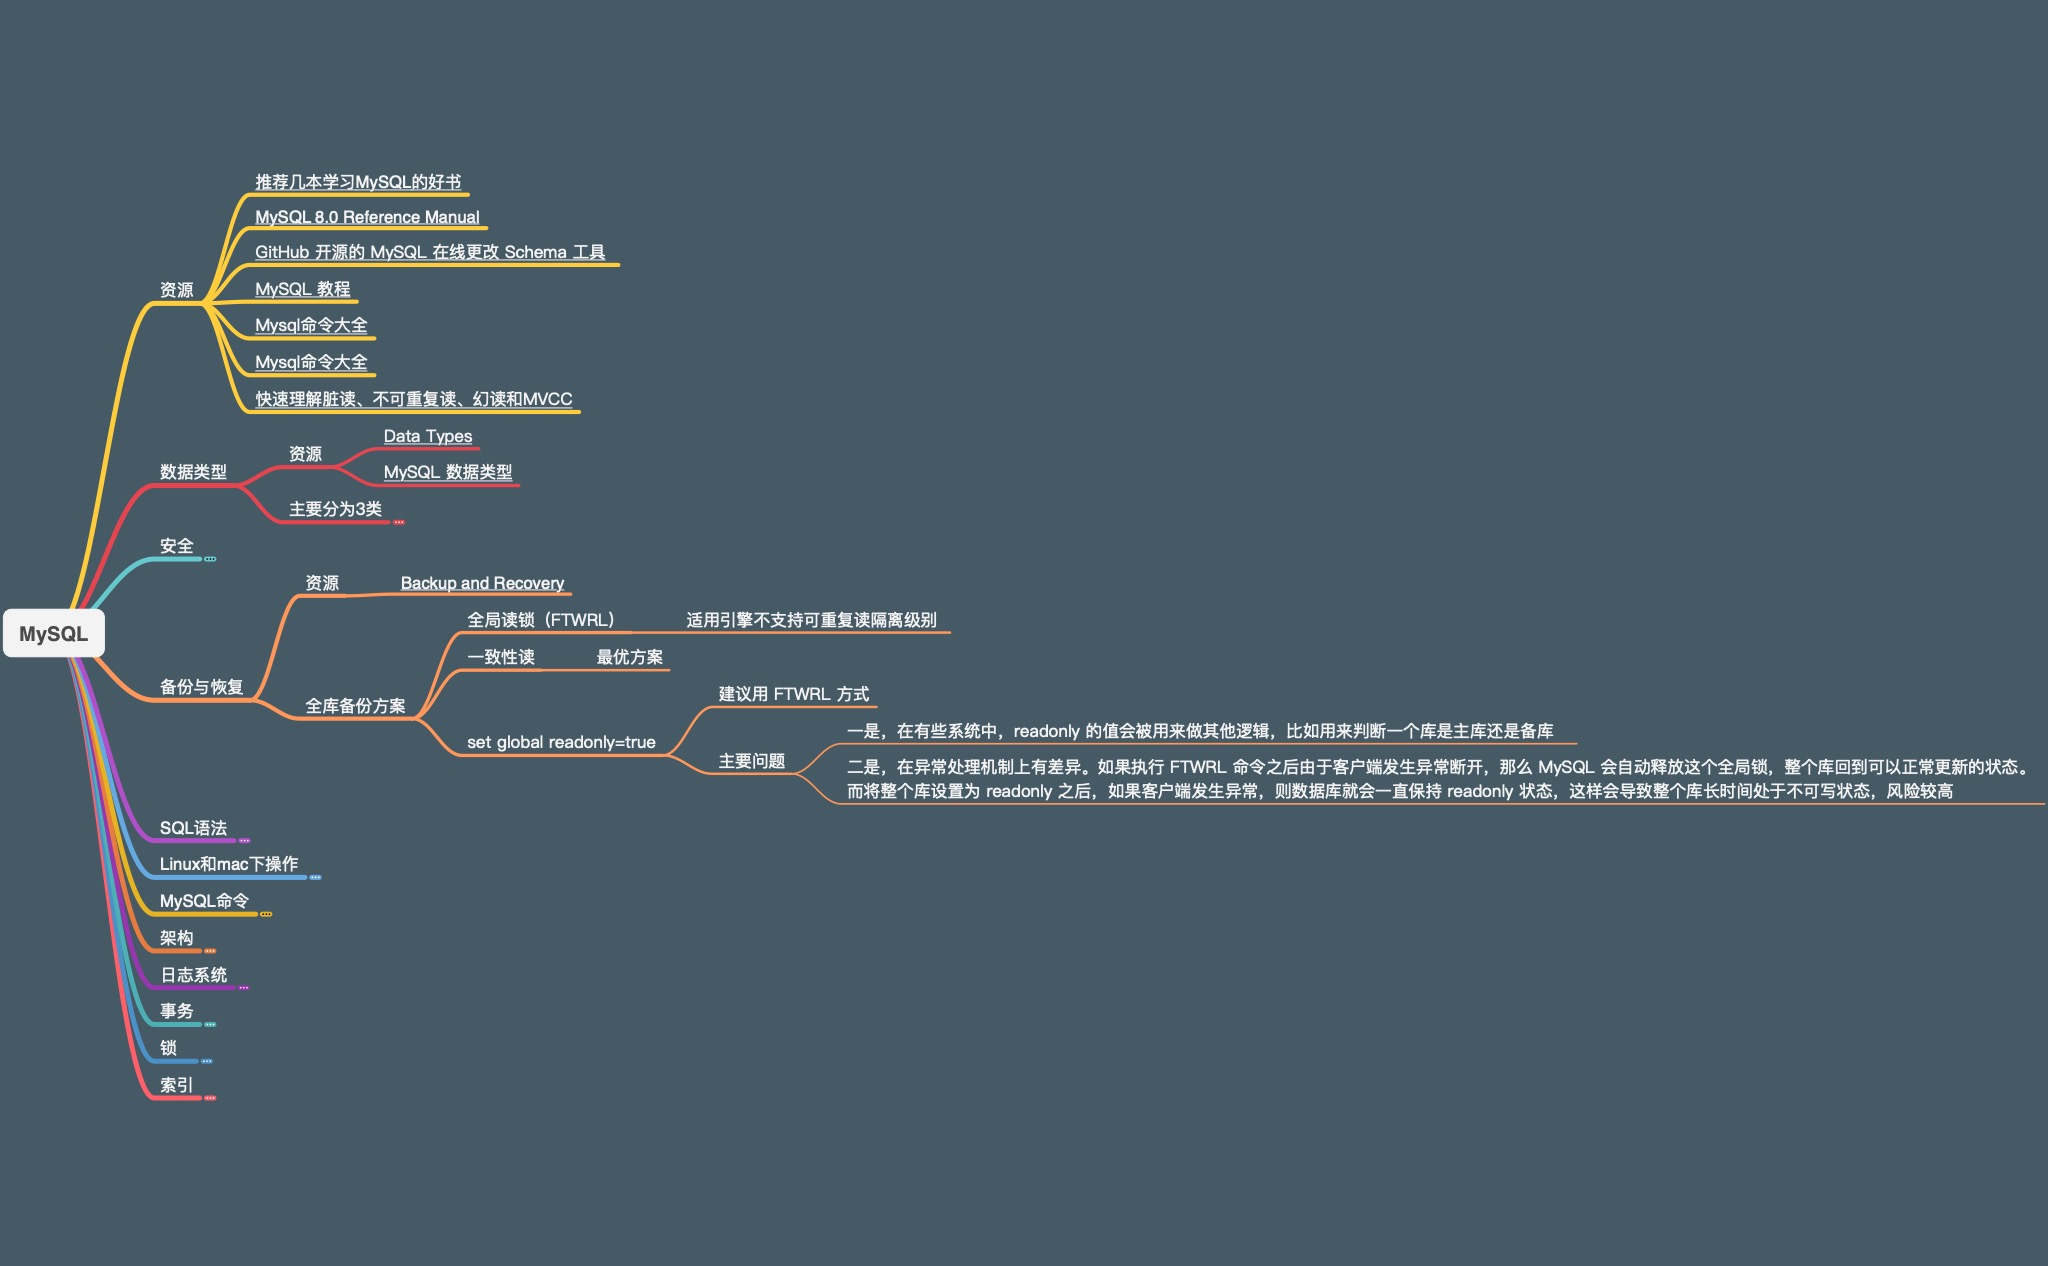 推荐几本学习MySQL的好书
MySQL 8.0 Reference Manual
GitHub 开源的 MySQL 在线更改 Schema 工具
资源
MySQL 教程
Mysql命令大全
Mysql命令大全
快速理解脏读、不可重复读、幻读和MVCC
数据类型
资源
Data Types
MySQL 数据类型
主要分为3类
安全
MySQL
备份与恢复
资源
Backup and Recovery
全库备份方案
全局读锁（FTWRL）
适用引擎不支持可重复读隔离级别
一致性读
最优方案
set global readonly=true
建议用 FTWRL 方式
主要问题
一是，在有些系统中，readonly 的值会被用来做其他逻辑，比如用来判断一个库是主库还是备库
二是，在异常处理机制上有差异。如果执行 FTWRL 命令之后由于客户端发生异常断开，那么 MySQL 会自动释放这个全局锁，整个库回到可以正常更新的状态。
而将整个库设置为 readonly 之后，如果客户端发生异常，则数据库就会一直保持 readonly 状态，这样会导致整个库长时间处于不可写状态，风险较高
SQL语法
Linux和mac下操作
MySQL命令
架构
日志系统
事务
锁
索引